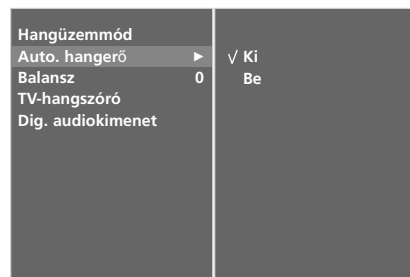 Hangüzemmód
Auto. hangerő ►
Balansz 0
TV-hangszóró
Dig. audiokimenet
√ Ki
Be